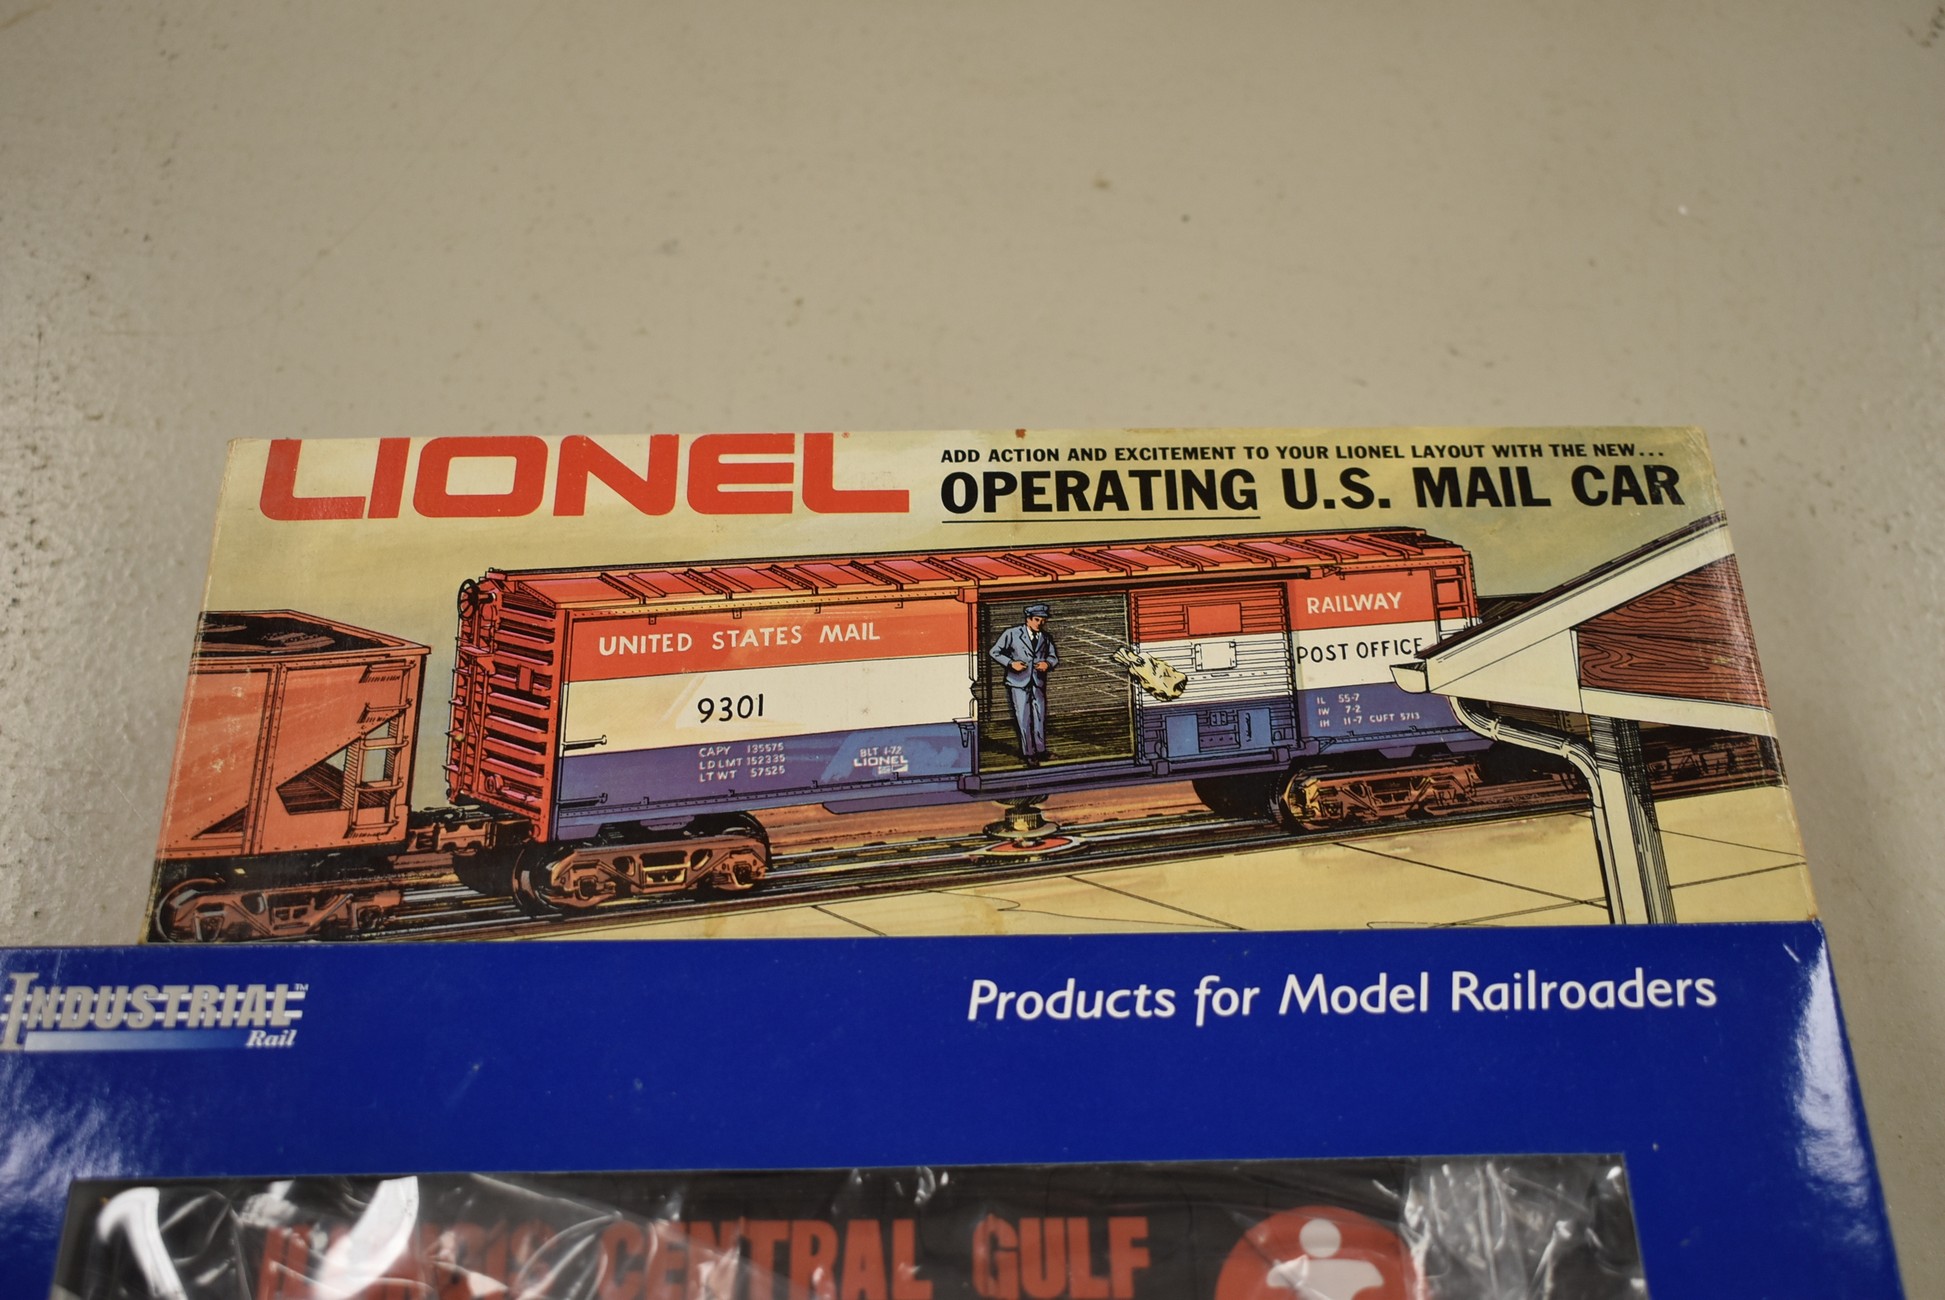 LIONEL
ADD ACTION AND EXCITEMENT TO YOUR LIONEL LAYOUT WITH THE NEW...
OPERATING U.S. MAIL CAR
UNITED STATES MAIL
9301
CAPY 135575
LD LMT 152335
LT WT 57525
BLT 1-72
LIONEL
RAILWAY
POST OFFICE
IL 55-7
IW 7-2
IH 11-7 CUFT 5713
INDUSTRIAL™
Rail
Products for Model Railroaders
ILLINOIS CENTRAL GULF